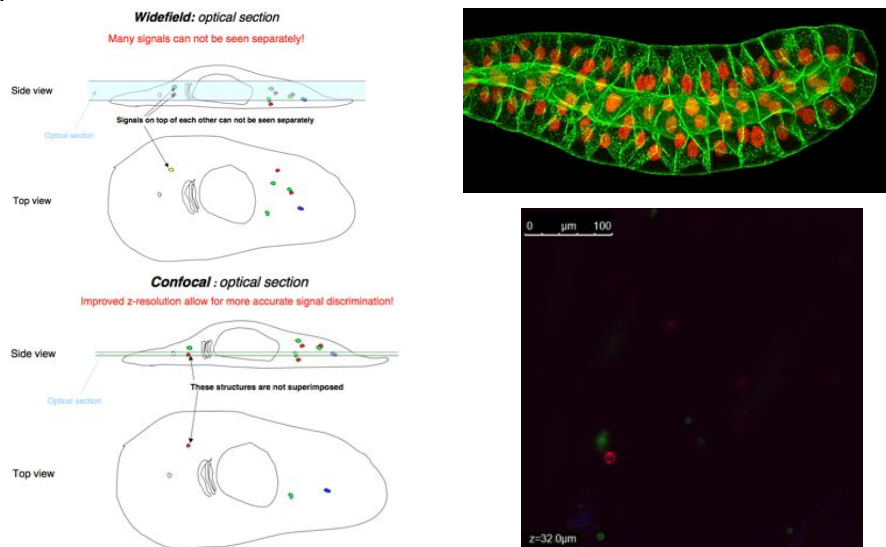 Widefield: optical section
Many signals can not be seen separately!
Side view
Signals on top of each other can not be seen separately
Optical section
Top view
Confocal : optical section
Improved z-resolution allow for more accurate signal discrimination!
Side view
These structures are not superimposed
Optical section
Top view
0 µm 100
z=32.0µm